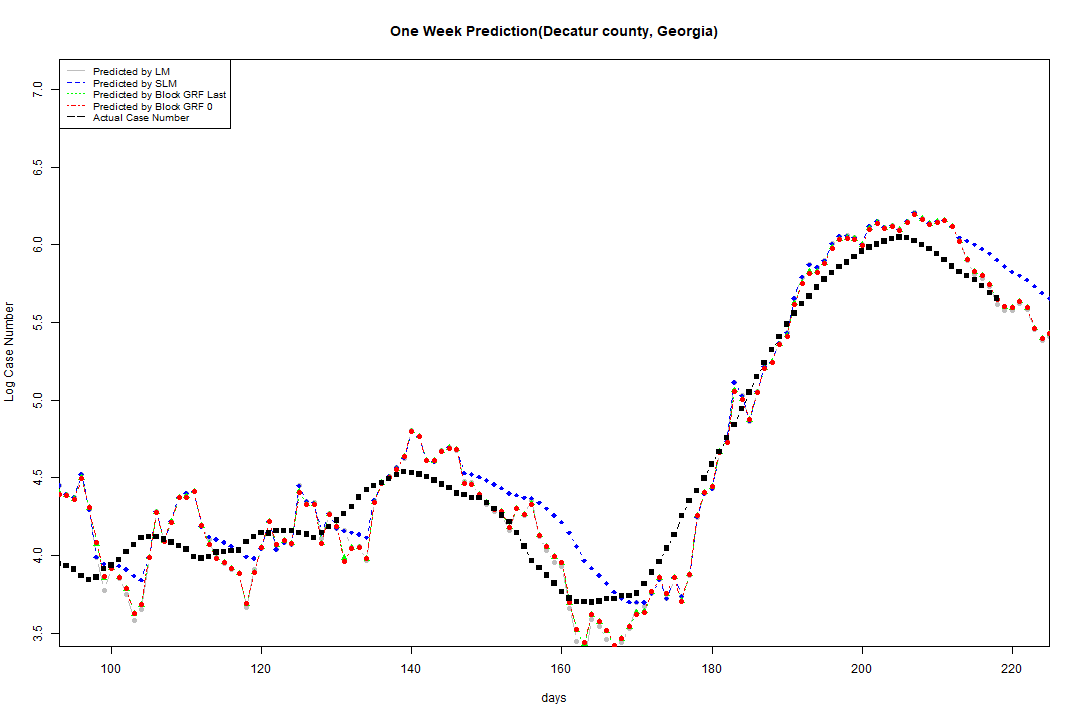 One Week Prediction(Decatur county, Georgia)
Predicted by LM
Predicted by SLM
Predicted by Block GRF Last
Predicted by Block GRF 0
Actual Case Number
7.0
6.5
6.0
5.5
5.0
4.5
4.0
3.5
Log Case Number
100 120 140 160 180 200 220
days